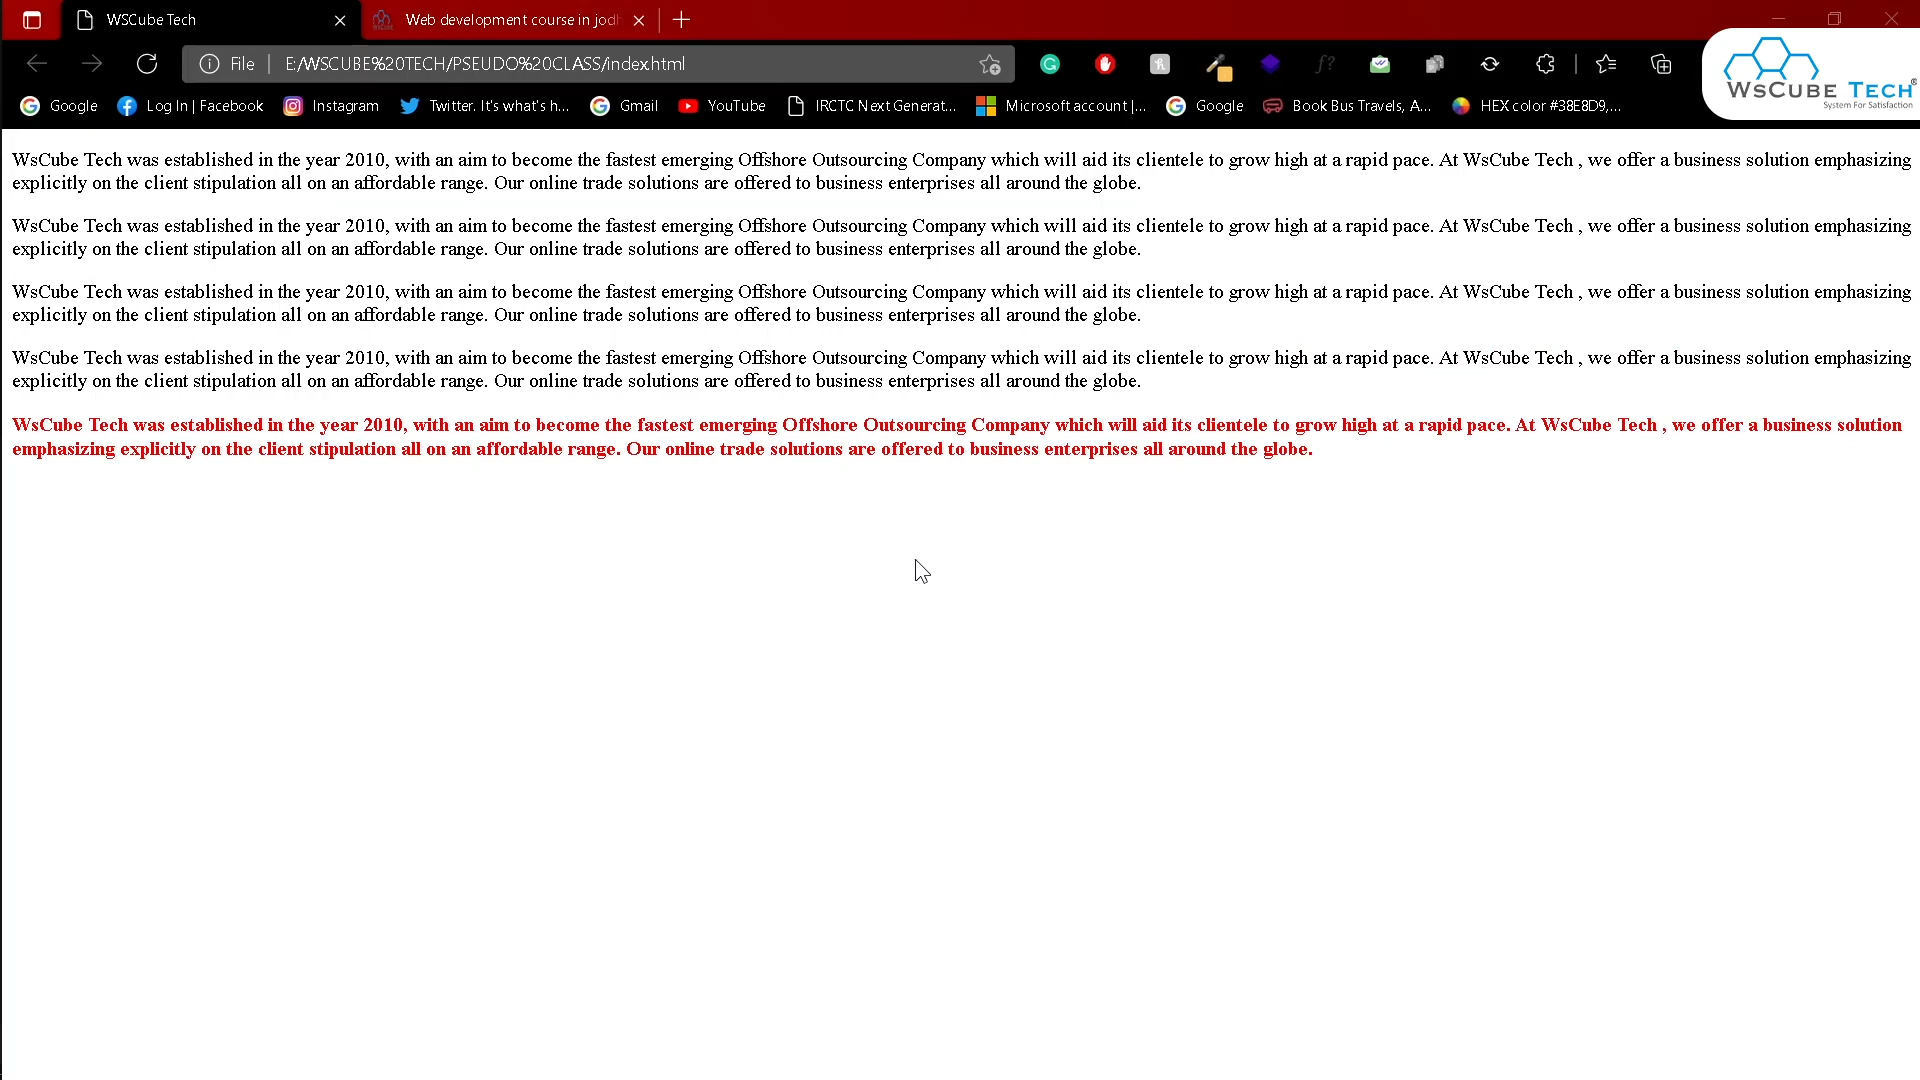 WSCube Tech
Web development course in jodh
File
E:/WSCUBE%20TECH/PSEUDO%20CLASS/index.html
f?
WsCUBE TECH®
System For Satisfaction
Google
Log In | Facebook
Instagram
Twitter. It's what's h...
Gmail
YouTube
IRCTC Next Generat...
Microsoft account |...
Google
Book Bus Travels, A...
HEX color #38E8D9,...
WsCube Tech was established in the year 2010, with an aim to become the fastest emerging Offshore Outsourcing Company which will aid its clientele to grow high at a rapid pace. At WsCube Tech , we offer a business solution emphasizing
explicitly on the client stipulation all on an affordable range. Our online trade solutions are offered to business enterprises all around the globe.
WsCube Tech was established in the year 2010, with an aim to become the fastest emerging Offshore Outsourcing Company which will aid its clientele to grow high at a rapid pace. At WsCube Tech , we offer a business solution emphasizing
explicitly on the client stipulation all on an affordable range. Our online trade solutions are offered to business enterprises all around the globe.
WsCube Tech was established in the year 2010, with an aim to become the fastest emerging Offshore Outsourcing Company which will aid its clientele to grow high at a rapid pace. At WsCube Tech , we offer a business solution emphasizing
explicitly on the client stipulation all on an affordable range. Our online trade solutions are offered to business enterprises all around the globe.
WsCube Tech was established in the year 2010, with an aim to become the fastest emerging Offshore Outsourcing Company which will aid its clientele to grow high at a rapid pace. At WsCube Tech , we offer a business solution emphasizing
explicitly on the client stipulation all on an affordable range. Our online trade solutions are offered to business enterprises all around the globe.
WsCube Tech was established in the year 2010, with an aim to become the fastest emerging Offshore Outsourcing Company which will aid its clientele to grow high at a rapid pace. At WsCube Tech , we offer a business solution
emphasizing explicitly on the client stipulation all on an affordable range. Our online trade solutions are offered to business enterprises all around the globe.